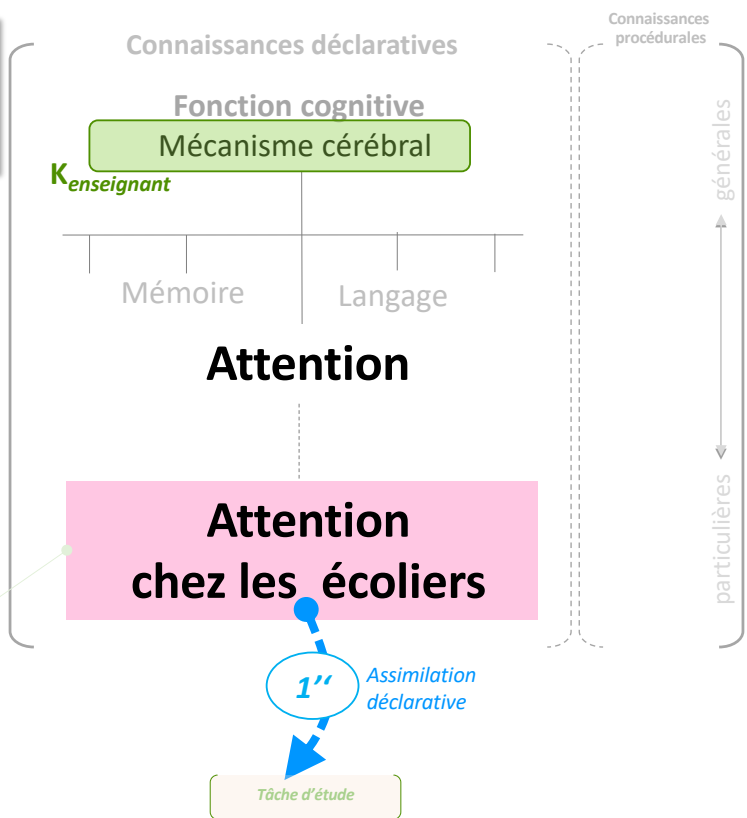 Connaissances
procédurales
Connaissances déclaratives
Fonction cognitive
Mécanisme cérébral
K enseignant
générales
Mémoire
Langage
Attention
particulières
Attention
chez les écoliers
1’‘
Assimilation
déclarative
Tâche d’étude